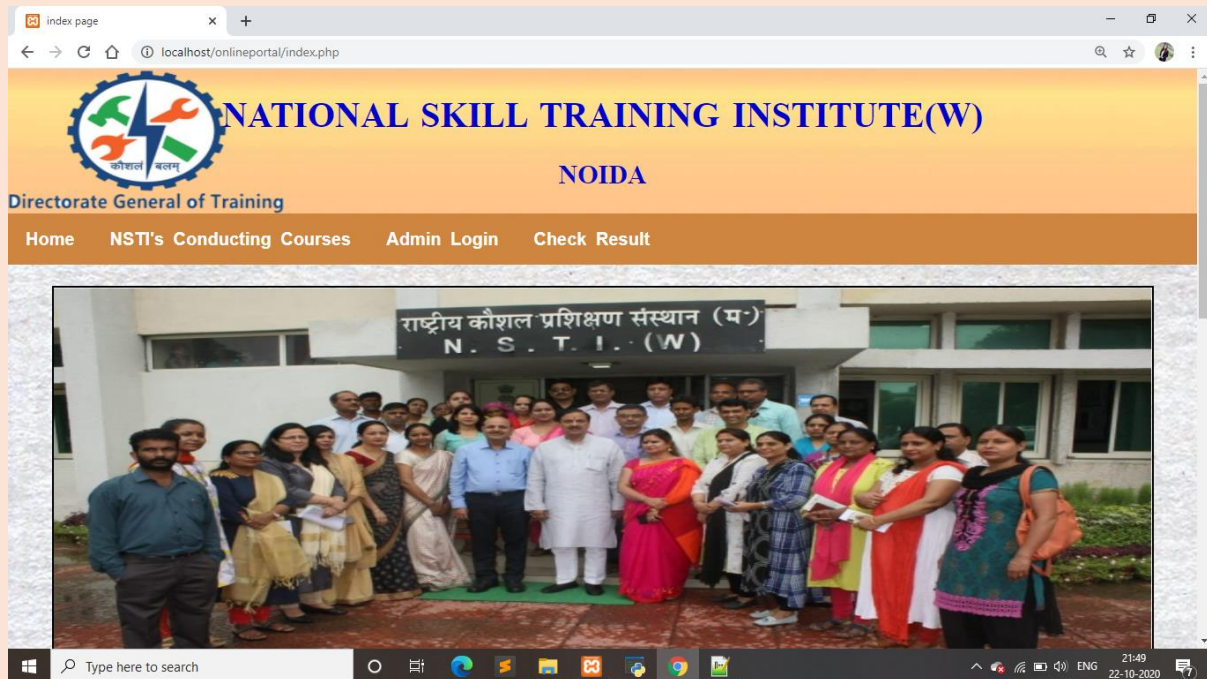 index page
localhost/onlineportal/index.php
NATIONAL SKILL TRAINING INSTITUTE(W)
NOIDA
कौशलं बलम्
Directorate General of Training
Home NSTI's Conducting Courses Admin Login Check Result
राष्ट्रीय कौशल प्रशिक्षण संस्थान (म॰)
N. S. T. I. (W)
Type here to search
ENG
21:49
22-10-2020
7